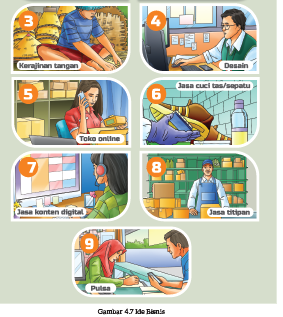 3
Kerajinan tangan
4
Desain
5
Toko online
6
Jasa cuci tas/sepatu
7
Jasa konten digital
8
Jasa titipan
9
Pulsa
Gambar 4.7 Ide Bisnis